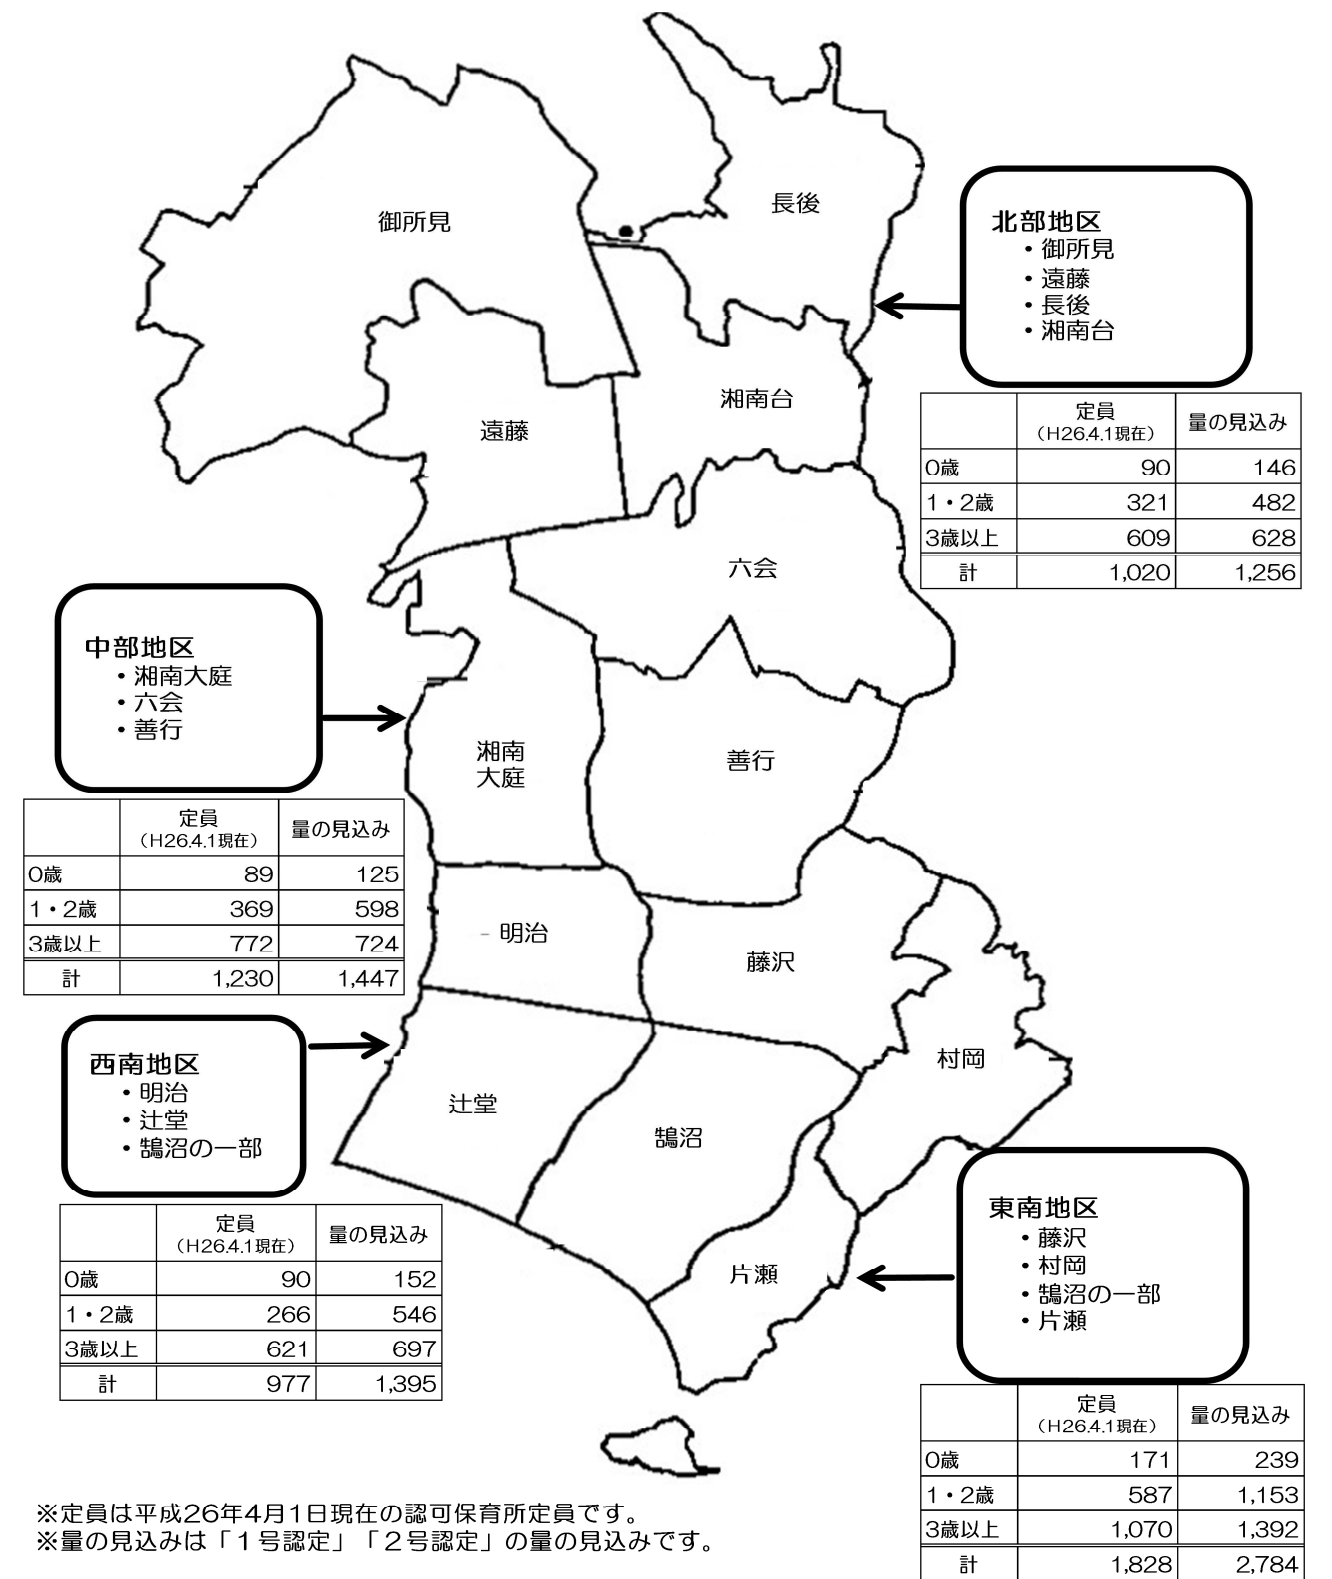 長後
御所見
北部地区
・御所見
・遠藤
・長後
・湘南台
湘南台
遠藤
定員 量の見込み
(H26.4.1現在)
0歳 90 146
1・2歳 321 482
3歳以上 609 628
計 1,020 1,256
六会
中部地区
・湘南大庭
・六会
・善行
湘南
大庭
善行
定員 量の見込み
(H26.4.1現在)
0歳 89 125
1・2歳 369 598
3歳以上 772 724
計 1,230 1,447
明治
藤沢
西南地区
・明治
・辻堂
・鵠沼の一部
村岡
辻堂
鵠沼
定員 量の見込み
(H26.4.1現在)
0歳 90 152
1・2歳 266 546
3歳以上 621 697
計 977 1,395
片瀬
東南地区
・藤沢
・村岡
・鵠沼の一部
・片瀬
定員 量の見込み
(H26.4.1現在)
0歳 171 239
1・2歳 587 1,153
3歳以上 1,070 1,392
計 1,828 2,784
※定員は平成26年4月1日現在の認可保育所定員です。
※量の見込みは「1号認定」「2号認定」の量の見込みです。